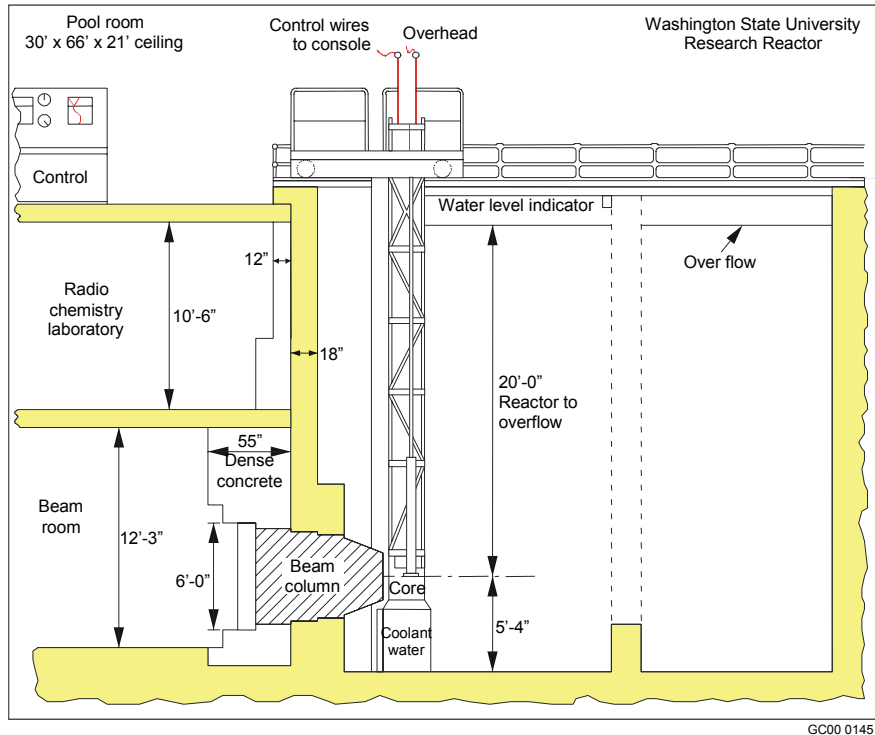 Pool room
30’ x 66’ x 21’ ceiling
Control wires
to console
Overhead
Washington State University
Research Reactor
Control
Water level indicator
Over flow
12”
Radio
chemistry
laboratory
10’-6”
18”
20’-0”
Reactor to
overflow
55”
Dense
concrete
Beam
room
12’-3”
6’-0”
Beam
column
Core
5’-4”
Coolant
water
GC00 0145